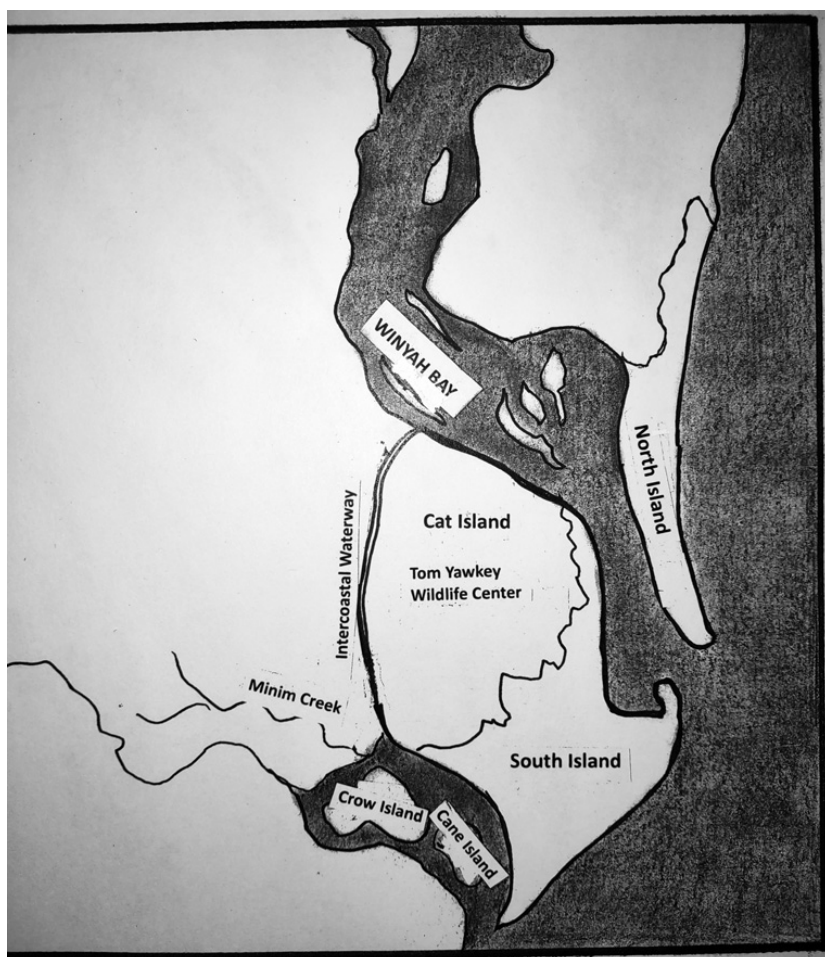 WINYAH BAY
North Island
Cat Island
Tom Yawkey
Wildlife Center
Intercoastal Waterway
Minim Creek
South Island
Crow Island
Cane Island